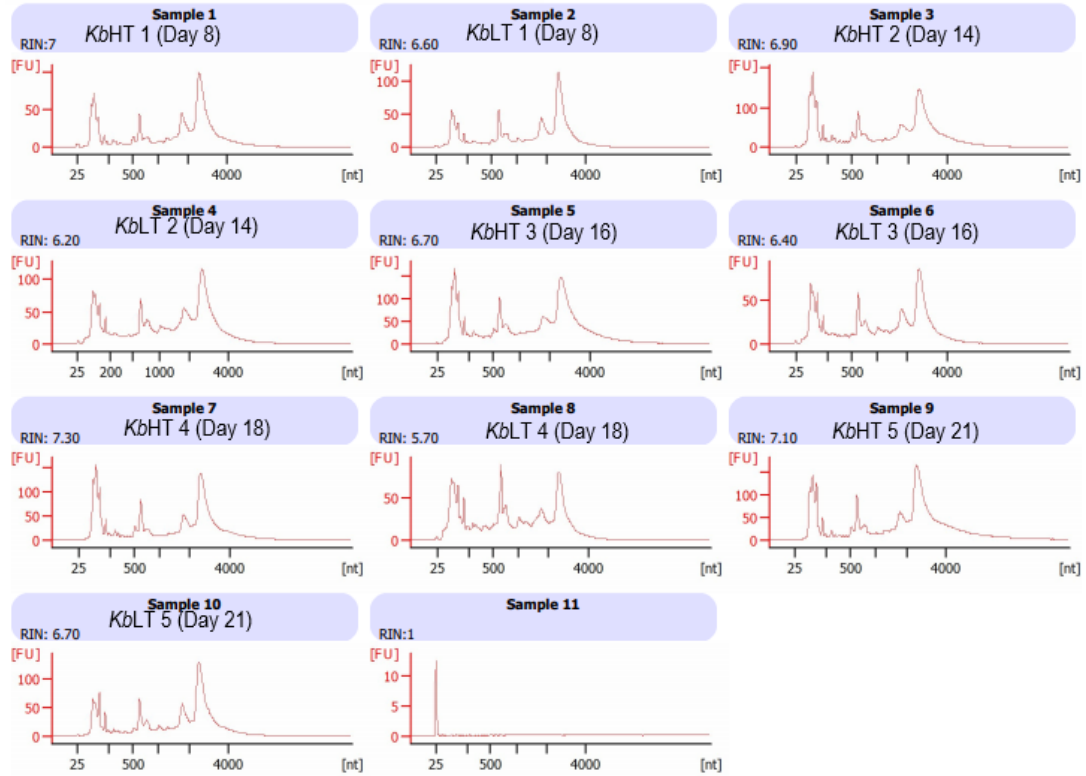 Sample 1
KbHT 1 (Day 8)
RIN:7
[FU]
50
0
25 500 4000 [nt]
Sample 2
KbLT 1 (Day 8)
RIN: 6.60
[FU]
100
50
0
25 500 4000 [nt]
Sample 3
KbHT 2 (Day 14)
RIN: 6.90
[FU]
100
0
25 500 4000 [nt]
Sample 4
KbLT 2 (Day 14)
RIN: 6.20
[FU]
100
50
0
25 200 1000 4000 [nt]
Sample 5
KbHT 3 (Day 16)
RIN: 6.70
[FU]
100
50
0
25 500 4000 [nt]
Sample 6
KbLT 3 (Day 16)
RIN: 6.40
[FU]
50
0
25 500 4000 [nt]
Sample 7
KbHT 4 (Day 18)
RIN: 7.30
[FU]
100
50
0
25 500 4000 [nt]
Sample 8
KbLT 4 (Day 18)
RIN: 5.70
[FU]
50
0
25 500 4000 [nt]
Sample 9
KbHT 5 (Day 21)
RIN: 7.10
[FU]
100
50
0
25 500 4000 [nt]
Sample 10
KbLT 5 (Day 21)
RIN: 6.70
[FU]
100
50
0
25 500 4000 [nt]
Sample 11
RIN:1
[FU]
10
5
0
25 500 4000 [nt]